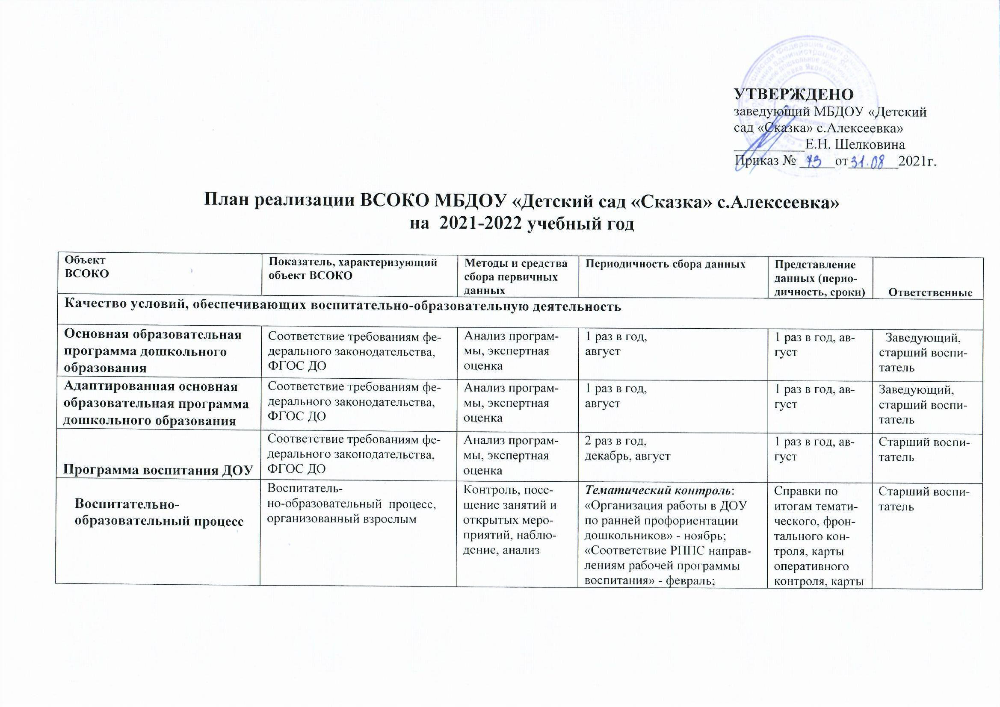 УТВЕРЖДЕНО
заведующий МБДОУ «Детский
сад «Сказка» с.Алексеевка»
__________Е.Н. Шелковина
Приказ № 73 от 31.08 2021г.
План реализации ВСОКО МБДОУ «Детский сад «Сказка» с.Алексеевка»
на 2021-2022 учебный год
Объект
ВСОКО
Показатель, характеризующий
объект ВСОКО
Методы и средства
сбора первичных
данных
Периодичность сбора данных
Представление
данных (перио-
дичность, сроки)
Ответственные
Качество условий, обеспечивающих воспитательно-образовательную деятельность
Основная образовательная
программа дошкольного
образования
Соответствие требованиям фе-
дерального законодательства,
ФГОС ДО
Анализ програм-
мы, экспертная
оценка
1 раз в год,
август
1 раз в год, ав-
густ
Заведующий,
старший воспи-
татель
Адаптированная основная
образовательная программа
дошкольного образования
Соответствие требованиям фе-
дерального законодательства,
ФГОС ДО
Анализ програм-
мы, экспертная
оценка
1 раз в год,
август
1 раз в год, ав-
густ
Заведующий,
старший воспи-
татель
Программа воспитания ДОУ
Соответствие требованиям фе-
дерального законодательства,
ФГОС ДО
Анализ програм-
мы, экспертная
оценка
2 раз в год,
декабрь, август
1 раз в год, ав-
густ
Старший воспи-
татель
Воспитательно-
образовательный процесс
Воспитатель-
но-образовательный процесс,
организованный взрослым
Контроль, посе-
щение занятий и
открытых меро-
приятий, наблю-
дение, анализ
Тематический контроль:
«Организация работы в ДОУ
по ранней профориентации
дошкольников» - ноябрь;
«Соответствие РППС направ-
лениям рабочей программы
воспитания» - февраль;
Справки по
итогам темати-
ческого, фрон-
тального кон-
троля, карты
оперативного
контроля, карты
Старший воспи-
татель